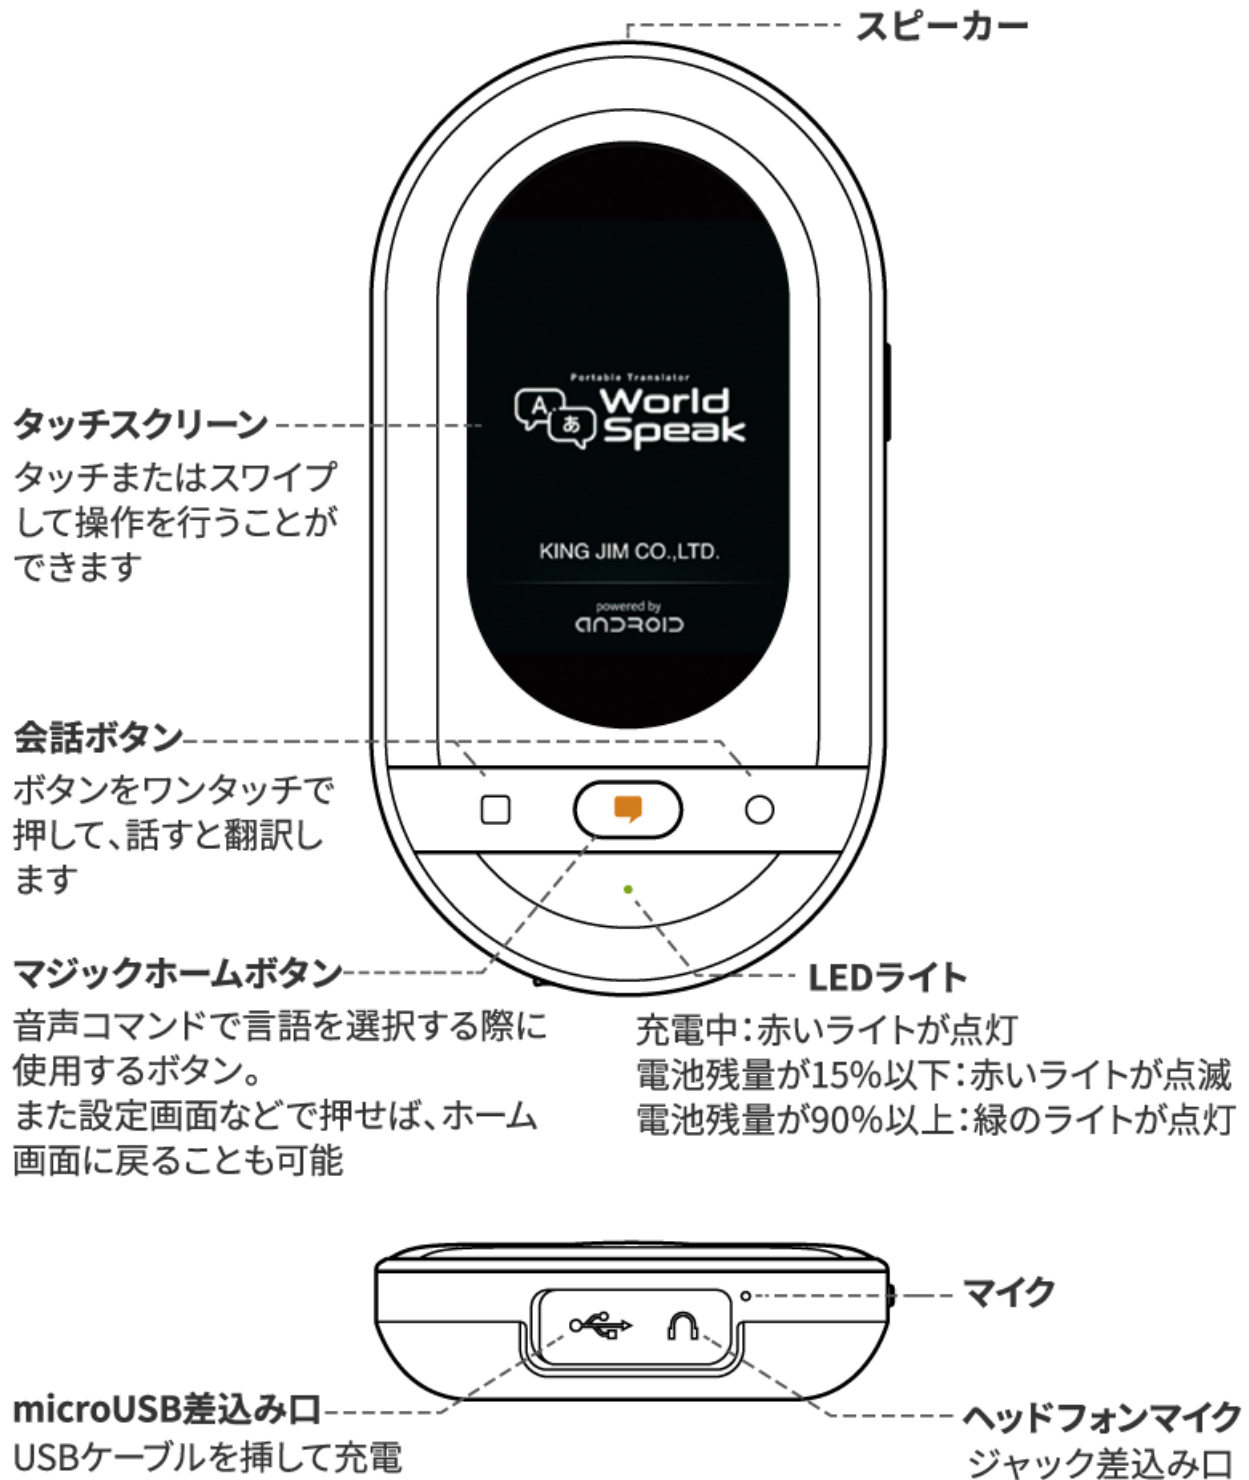 スピーカー
Portable Translator
A
あ
World
Speak
KING JIM CO.,LTD.
powered by
android
タッチスクリーン
タッチまたはスワイプ
して操作を行うことが
できます
会話ボタン
ボタンをワンタッチで
押して、話すと翻訳し
ます
マジックホームボタン
音声コマンドで言語を選択する際に
使用するボタン。
また設定画面などで押せば、ホーム
画面に戻ることも可能
LEDライト
充電中：赤いライトが点灯
電池残量が15%以下：赤いライトが点滅
電池残量が90%以上：緑のライトが点灯
マイク
microUSB差込み口
USBケーブルを挿して充電
ヘッドフォンマイク
ジャック差込み口